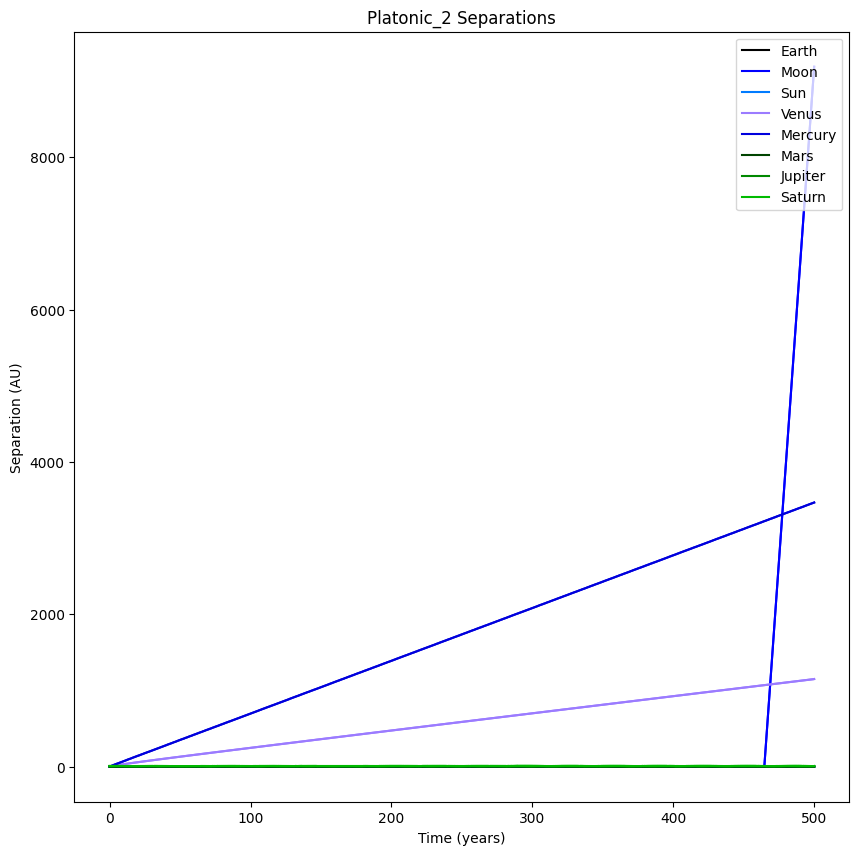 Platonic_2 Separations
Earth
Moon
Sun
Venus
Mercury
Mars
Jupiter
Saturn
Separation (AU)
8000
6000
4000
2000
0
0 100 200 300 400 500
Time (years)